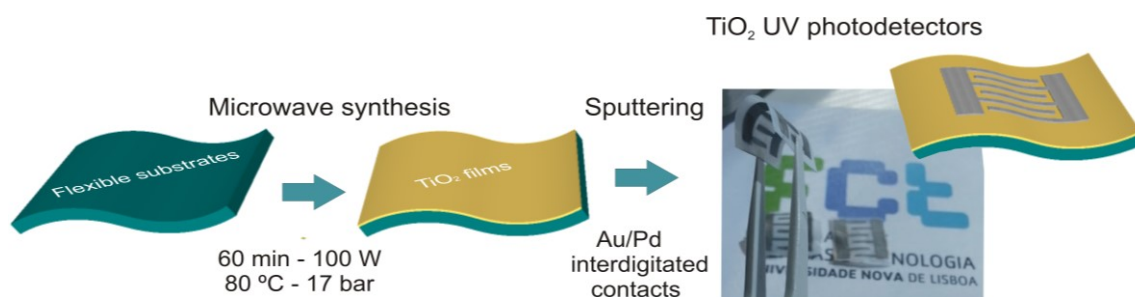 TiO₂ UV photodetectors
Microwave synthesis
Sputtering
Flexible substrates
TiO₂ films
60 min - 100 W
80 ºC - 17 bar
Au/Pd
interdigitated
contacts
NOLOGIA
DADE NOVA DE LISBOA